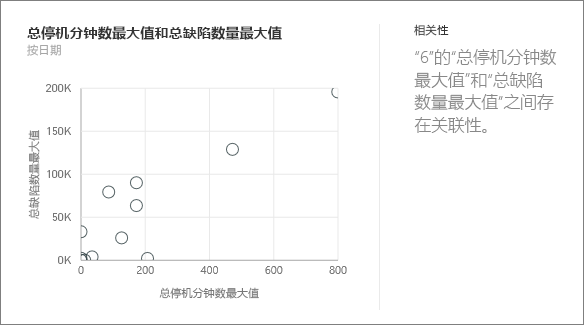 总停机分钟数最大值和总缺陷数量最大值
按日期
200K
150K
100K
50K
0K
总缺陷数量最大值
0
200
400
600
800
总停机分钟数最大值
相关性
“6”的“总停机分钟数
最大值”和“总缺陷
数量最大值”之间存
在关联性。